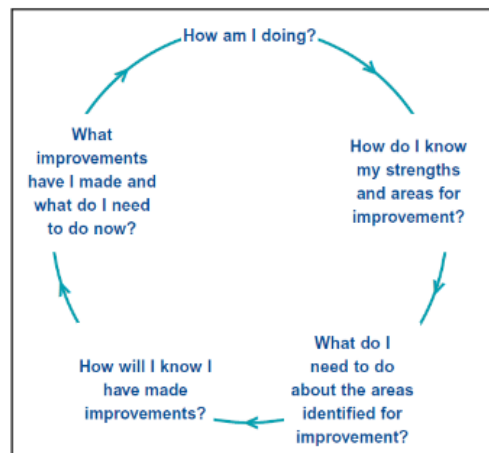 How am I doing?
How do I know
my strengths
and areas for
improvement?
What do I
need to do
about the areas
identified for
improvement?
How will I know I
have made
improvements?
What
improvements
have I made and
what do I need
to do now?